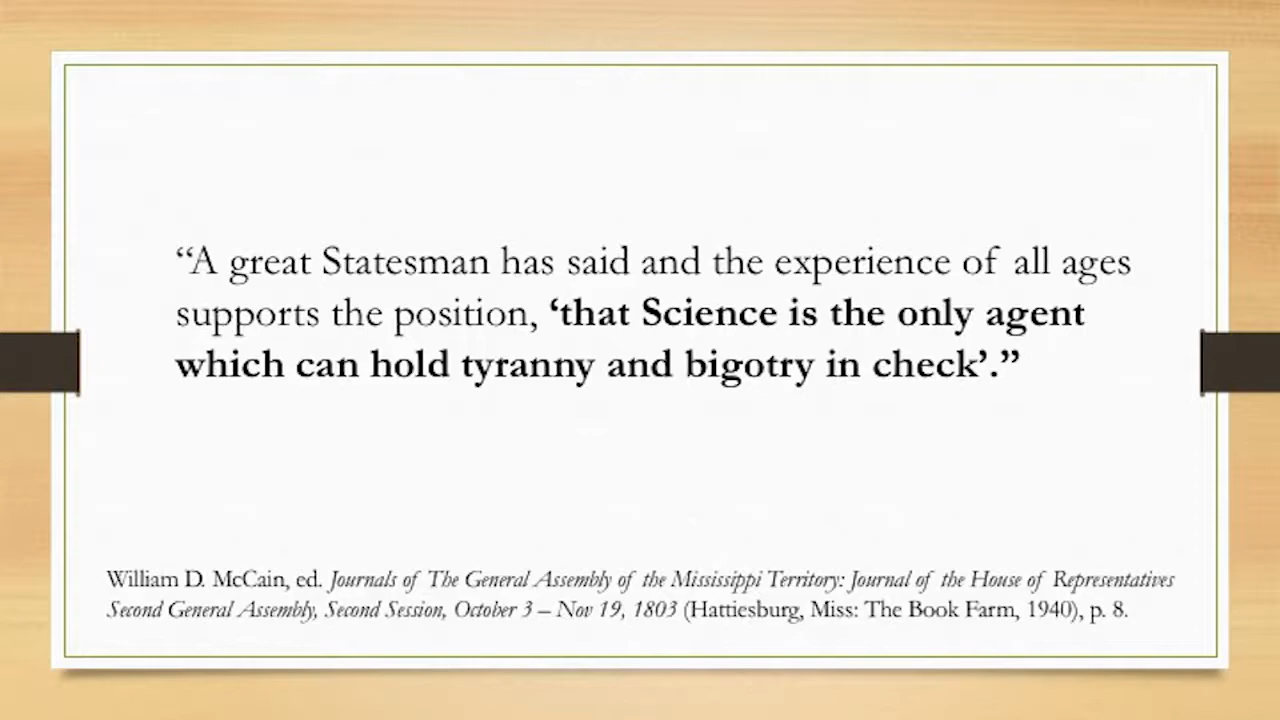 “A great Statesman has said and the experience of all ages
supports the position, ‘that Science is the only agent
which can hold tyranny and bigotry in check’.”
William D. McCain, ed. Journals of The General Assembly of the Mississippi Territory: Journal of the House of Representatives
Second General Assembly, Second Session, October 3 – Nov 19, 1803 (Hattiesburg, Miss: The Book Farm, 1940), p. 8.